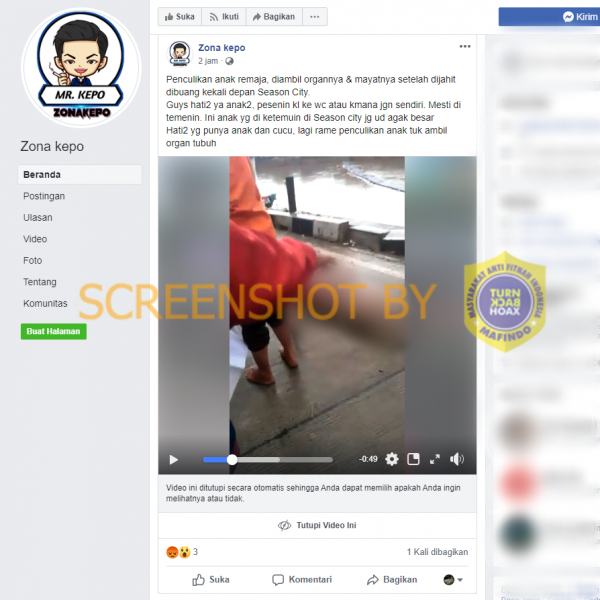 Suka
Ikuti
Bagikan
Kirim
MR. KEPO
ZONAKEPO
Zona kepo
Beranda
Postingan
Ulasan
Video
Foto
Tentang
Komunitas
Buat Halaman
Zona kepo
2 jam
Penculikan anak remaja, diambil organnya & mayatnya setelah dijahit
dibuang kekali depan Season City.
Guys hati2 ya anak2, pesenin kl ke wc atau kmana jgn sendiri. Mesti di
temenin. Ini anak yg di ketemuin di Season city jg ud agak besar
Hati2 yg punya anak dan cucu, lagi rame penculikan anak tuk ambil
organ tubuh
SCREENSHOT BY
MASYARAKAT ANTI FITNAH INDONESIA
TURN
BACK
HOAX
MAFINDO
-0:49
Video ini ditutupi secara otomatis sehingga Anda dapat memilih apakah Anda ingin
melihatnya atau tidak.
Tutupi Video Ini
3
1 Kali dibagikan
Suka
Komentari
Bagikan